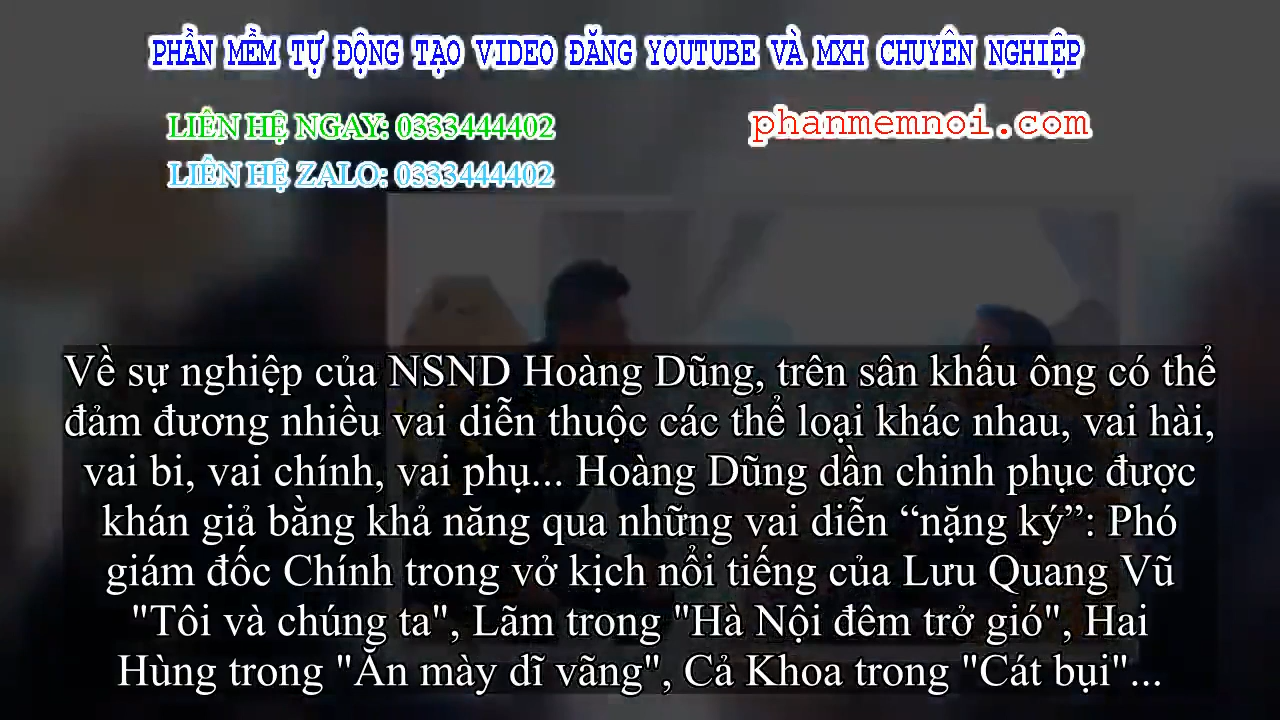 PHẦN MỀM TỰ ĐỘNG TẠO VIDEO ĐĂNG YOUTUBE VÀ MXH CHUYÊN NGHIỆP
LIÊN HỆ NGAY: 0333444402
phanmemnoi.com
LIÊN HỆ ZALO: 0333444402
Về sự nghiệp của NSND Hoàng Dũng, trên sân khấu ông có thể
đảm đương nhiều vai diễn thuộc các thể loại khác nhau, vai hài,
vai bi, vai chính, vai phụ... Hoàng Dũng dần chinh phục được
khán giả bằng khả năng qua những vai diễn “nặng ký”: Phó
giám đốc Chính trong vở kịch nổi tiếng của Lưu Quang Vũ
"Tôi và chúng ta", Lãm trong "Hà Nội đêm trở gió", Hai
Hùng trong "Ăn mày dĩ vãng", Cả Khoa trong "Cát bụi"...